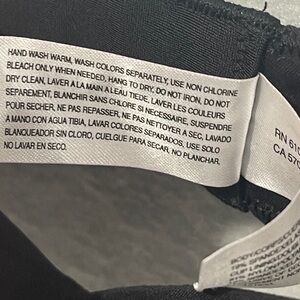 HAND WASH WARM, WASH COLORS SEPARATELY, USE NON CHLORINE
BLEACH ONLY WHEN NEEDED, HANG TO DRY, DO NOT IRON, DO NOT
DRY CLEAN, LAVER A LA MAIN A L'EAU TIEDE, LAVER LES COULEURS
SEPAREMENT, BLANCHIR SANS CHLORE SI NECESSAIRE, SUSPENDRE
POUR SECHER, NE PAS REPASSER, NE PAS NETTOYER A SEC, LAVADO
A MANO CON AGUA TIBIA, LAVAR COLORES SEPARADOS, USE SOLO
BLANQUEADOR SIN CLORO, CUELGUE PARA SECAR, NO PLANCHAR,
NO LAVAR EN SECO.
RN
CA